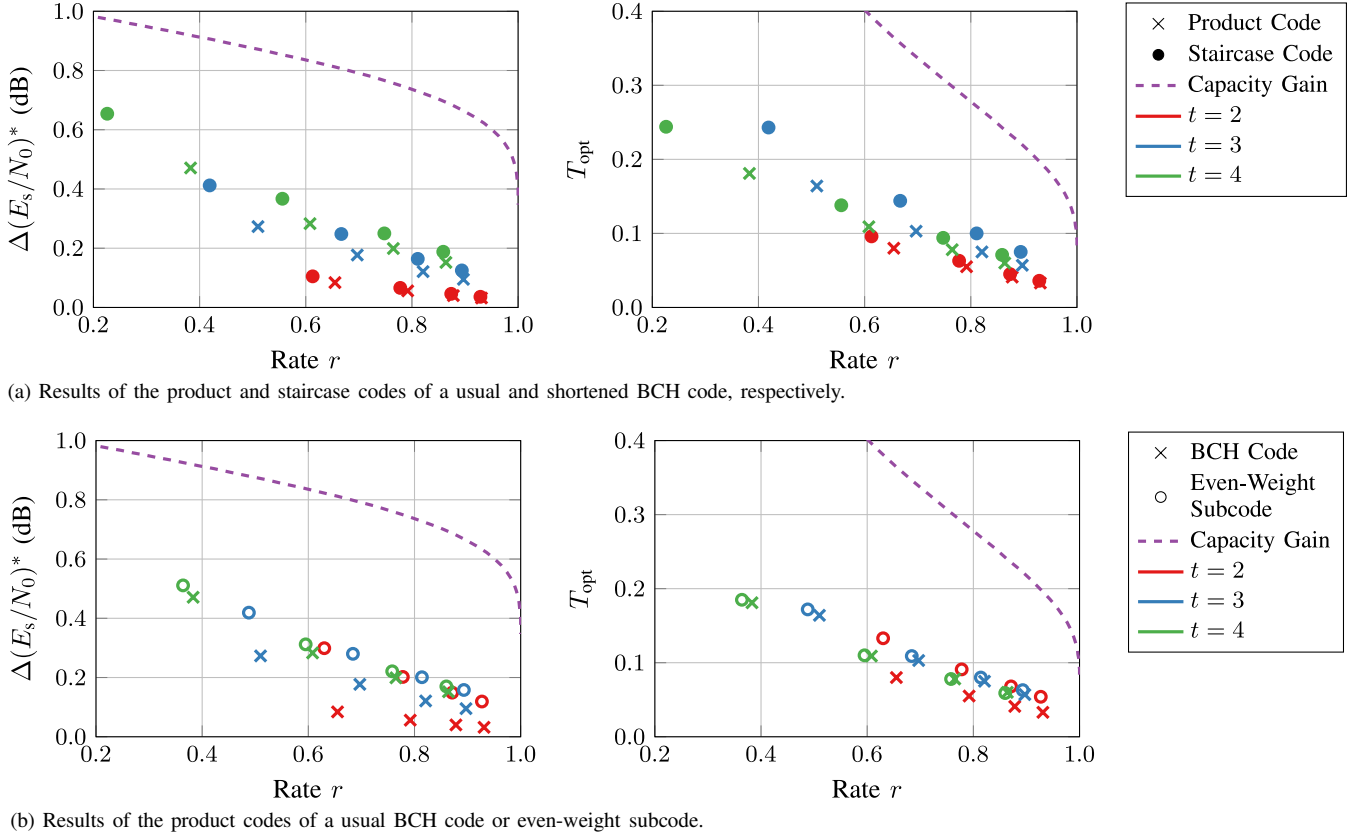 1.0
0.8
0.6
0.4
0.2
0.0
Δ(E_s/N_0)* (dB)
0.2 0.4 0.6 0.8 1.0
Rate r
0.4
0.3
0.2
0.1
0.0
T_opt
0.2 0.4 0.6 0.8 1.0
Rate r
Product Code
Staircase Code
Capacity Gain
t = 2
t = 3
t = 4
(a) Results of the product and staircase codes of a usual and shortened BCH code, respectively.
1.0
0.8
0.6
0.4
0.2
0.0
Δ(E_s/N_0)* (dB)
0.2 0.4 0.6 0.8 1.0
Rate r
0.4
0.3
0.2
0.1
0.0
T_opt
0.2 0.4 0.6 0.8 1.0
Rate r
BCH Code
Even-Weight
Subcode
Capacity Gain
t = 2
t = 3
t = 4
(b) Results of the product codes of a usual BCH code or even-weight subcode.